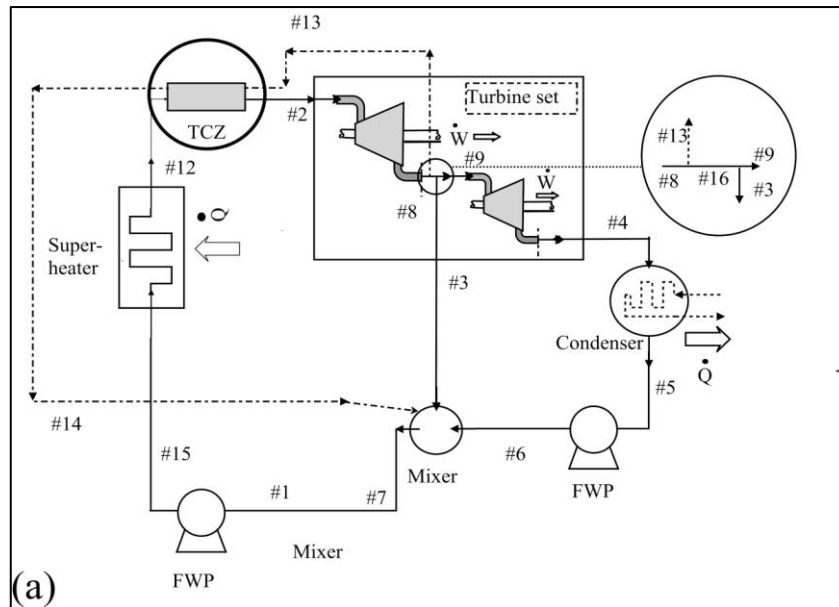 #13
Turbine set
TCZ
#2
Ẇ
#13
#9
#12
#9
Ẇ
#8
#16
#3
#8
#4
Q̇
Super-
heater
#3
Condenser
Q̇
#5
#14
#15
#6
Mixer
#1
#7
FWP
Mixer
FWP
(a)